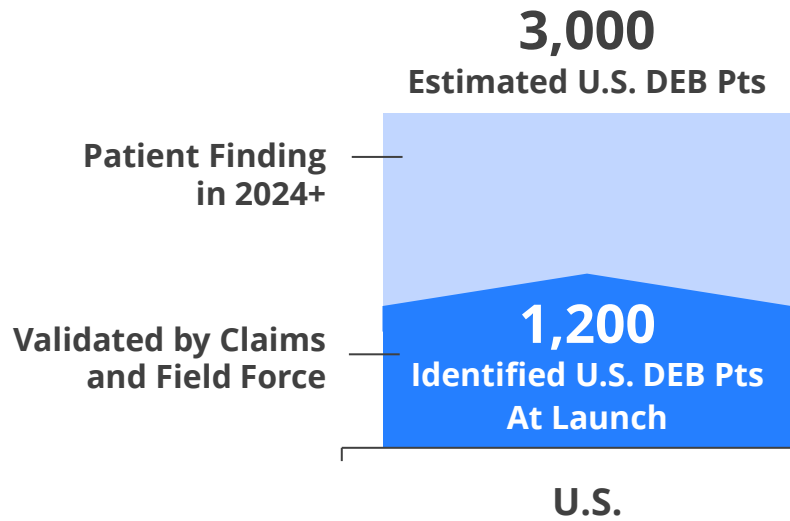 3,000
Estimated U.S. DEB Pts
Patient Finding
in 2024+
Validated by Claims
and Field Force
1,200
Identified U.S. DEB Pts
At Launch
U.S.